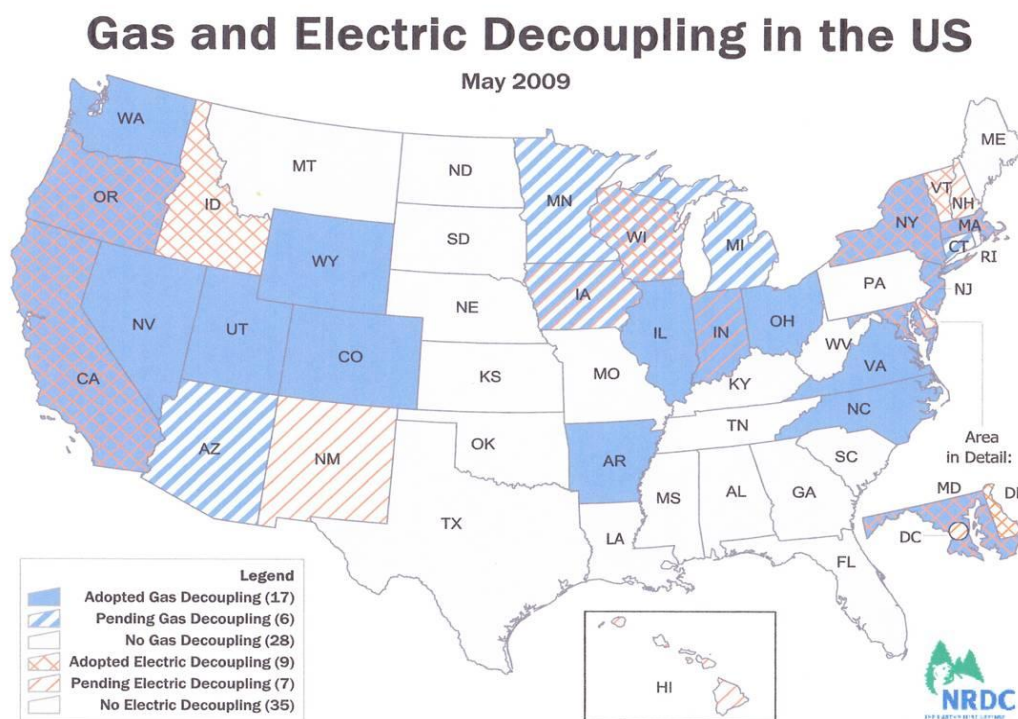 Gas and Electric Decoupling in the US
May 2009
WA
MT
ND
MN
ME
OR
ID
SD
WI
MI
NY
VT
NH
MA
CT
RI
WY
NE
IA
PA
NJ
NV
UT
CO
IL
IN
OH
WV
VA
CA
KS
MO
KY
NC
AZ
NM
OK
AR
TN
SC
TX
LA
MS
AL
GA
FL
Area
in Detail:
MD
DC
Legend
Adopted Gas Decoupling (17)
Pending Gas Decoupling (6)
No Gas Decoupling (28)
Adopted Electric Decoupling (9)
Pending Electric Decoupling (7)
No Electric Decoupling (35)
HI
NRDC